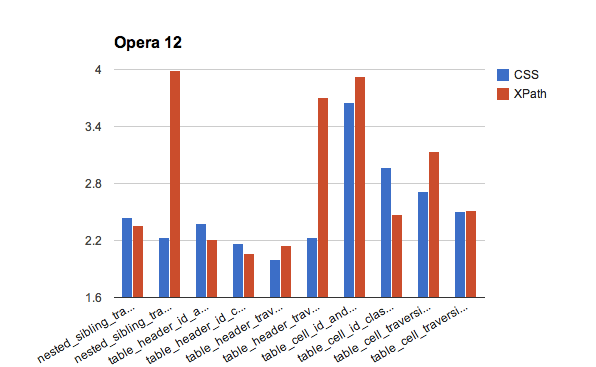 Opera 12
4
3.4
2.8
2.2
1.6
CSS
XPath
nested_sibling_tra...
nested_sibling_tra...
table_header_id_a...
table_header_id_c...
table_header_trav...
table_header_trav...
table_cell_id_and...
table_cell_id_clas...
table_cell_traversi...
table_cell_traversi...